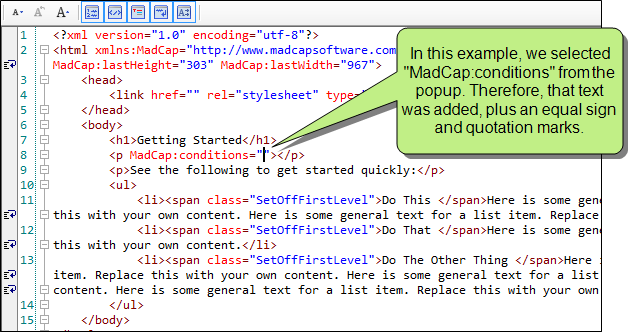 A A A
1 <?xml version="1.0" encoding="utf-8"?>
2 <html xmlns:MadCap="http://www.madcapsoftware.com
MadCap:lastHeight="303" MadCap:lastWidth="967">
3 <head>
4 <link href="" rel="stylesheet" type=
5 </head>
6 <body>
7 <h1>Getting Started</h1>
8 <p MadCap:conditions=""></p>
9 <p>See the following to get started quickly:</p>
10 <ul>
11 <li><span class="SetOffFirstLevel">Do This </span>Here is some gene
this with your own content. Here is some general text for a list item. Replace
12 <li><span class="SetOffFirstLevel">Do That </span>Here is some gene
this with your own content.</li>
13 <li><span class="SetOffFirstLevel">Do The Other Thing </span>Here
item. Replace this with your own content. Here is some general text for a list
content. Here is some general text for a list item. Replace this with your own
14 </ul>
15 </body>
In this example, we selected
"MadCap:conditions" from the
popup. Therefore, that text
was added, plus an equal sign
and quotation marks.